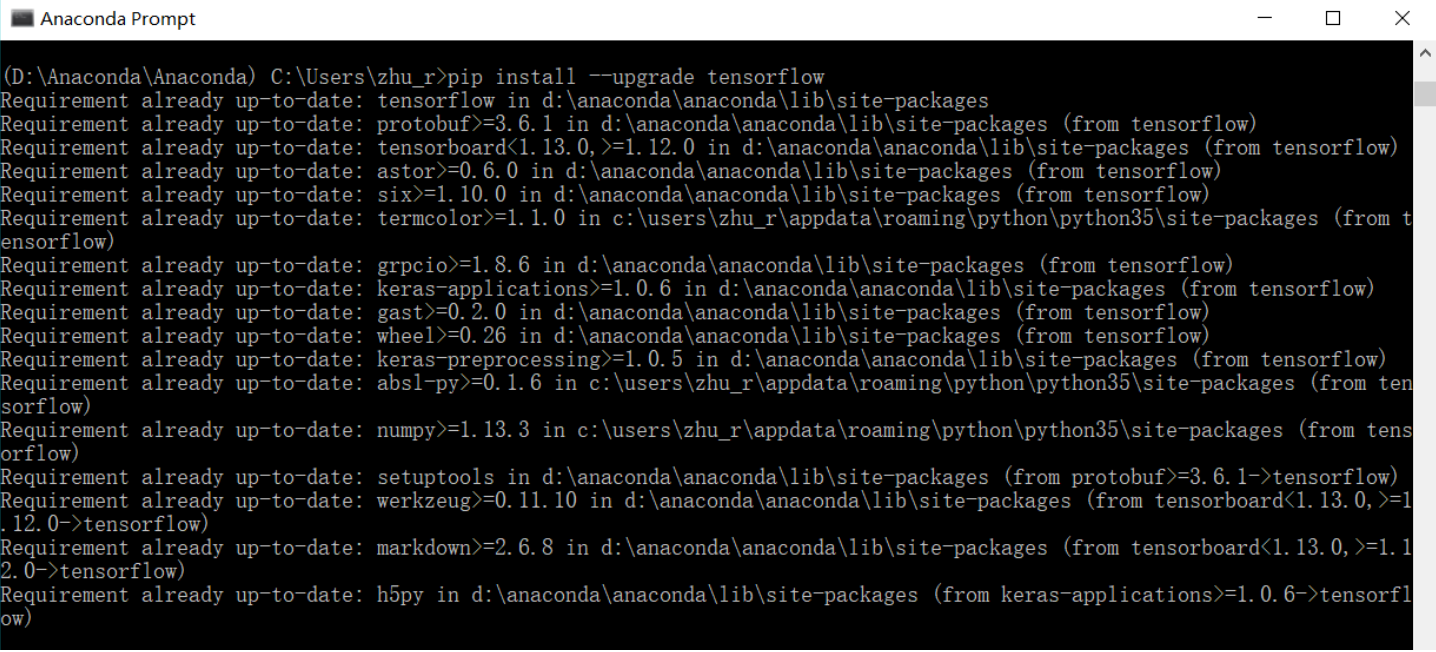 Anaconda Prompt
(D:\Anaconda\Anaconda) C:\Users\zhu_r>pip install --upgrade tensorflow
Requirement already up-to-date: tensorflow in d:\anaconda\anaconda\lib\site-packages
Requirement already up-to-date: protobuf>=3.6.1 in d:\anaconda\anaconda\lib\site-packages (from tensorflow)
Requirement already up-to-date: tensorboard<1.13.0,>=1.12.0 in d:\anaconda\anaconda\lib\site-packages (from tensorflow)
Requirement already up-to-date: astor>=0.6.0 in d:\anaconda\anaconda\lib\site-packages (from tensorflow)
Requirement already up-to-date: six>=1.10.0 in d:\anaconda\anaconda\lib\site-packages (from tensorflow)
Requirement already up-to-date: termcolor>=1.1.0 in c:\users\zhu_r\appdata\roaming\python\python35\site-packages (from t
ensorflow)
Requirement already up-to-date: grpcio>=1.8.6 in d:\anaconda\anaconda\lib\site-packages (from tensorflow)
Requirement already up-to-date: keras-applications>=1.0.6 in d:\anaconda\anaconda\lib\site-packages (from tensorflow)
Requirement already up-to-date: gast>=0.2.0 in d:\anaconda\anaconda\lib\site-packages (from tensorflow)
Requirement already up-to-date: wheel>=0.26 in d:\anaconda\anaconda\lib\site-packages (from tensorflow)
Requirement already up-to-date: keras-preprocessing>=1.0.5 in d:\anaconda\anaconda\lib\site-packages (from tensorflow)
Requirement already up-to-date: absl-py>=0.1.6 in c:\users\zhu_r\appdata\roaming\python\python35\site-packages (from ten
sorflow)
Requirement already up-to-date: numpy>=1.13.3 in c:\users\zhu_r\appdata\roaming\python\python35\site-packages (from tens
orflow)
Requirement already up-to-date: setuptools in d:\anaconda\anaconda\lib\site-packages (from protobuf>=3.6.1->tensorflow)
Requirement already up-to-date: werkzeug>=0.11.10 in d:\anaconda\anaconda\lib\site-packages (from tensorboard<1.13.0,>=1
.12.0->tensorflow)
Requirement already up-to-date: markdown>=2.6.8 in d:\anaconda\anaconda\lib\site-packages (from tensorboard<1.13.0,>=1.1
2.0->tensorflow)
Requirement already up-to-date: h5py in d:\anaconda\anaconda\lib\site-packages (from keras-applications>=1.0.6->tensorfl
ow)